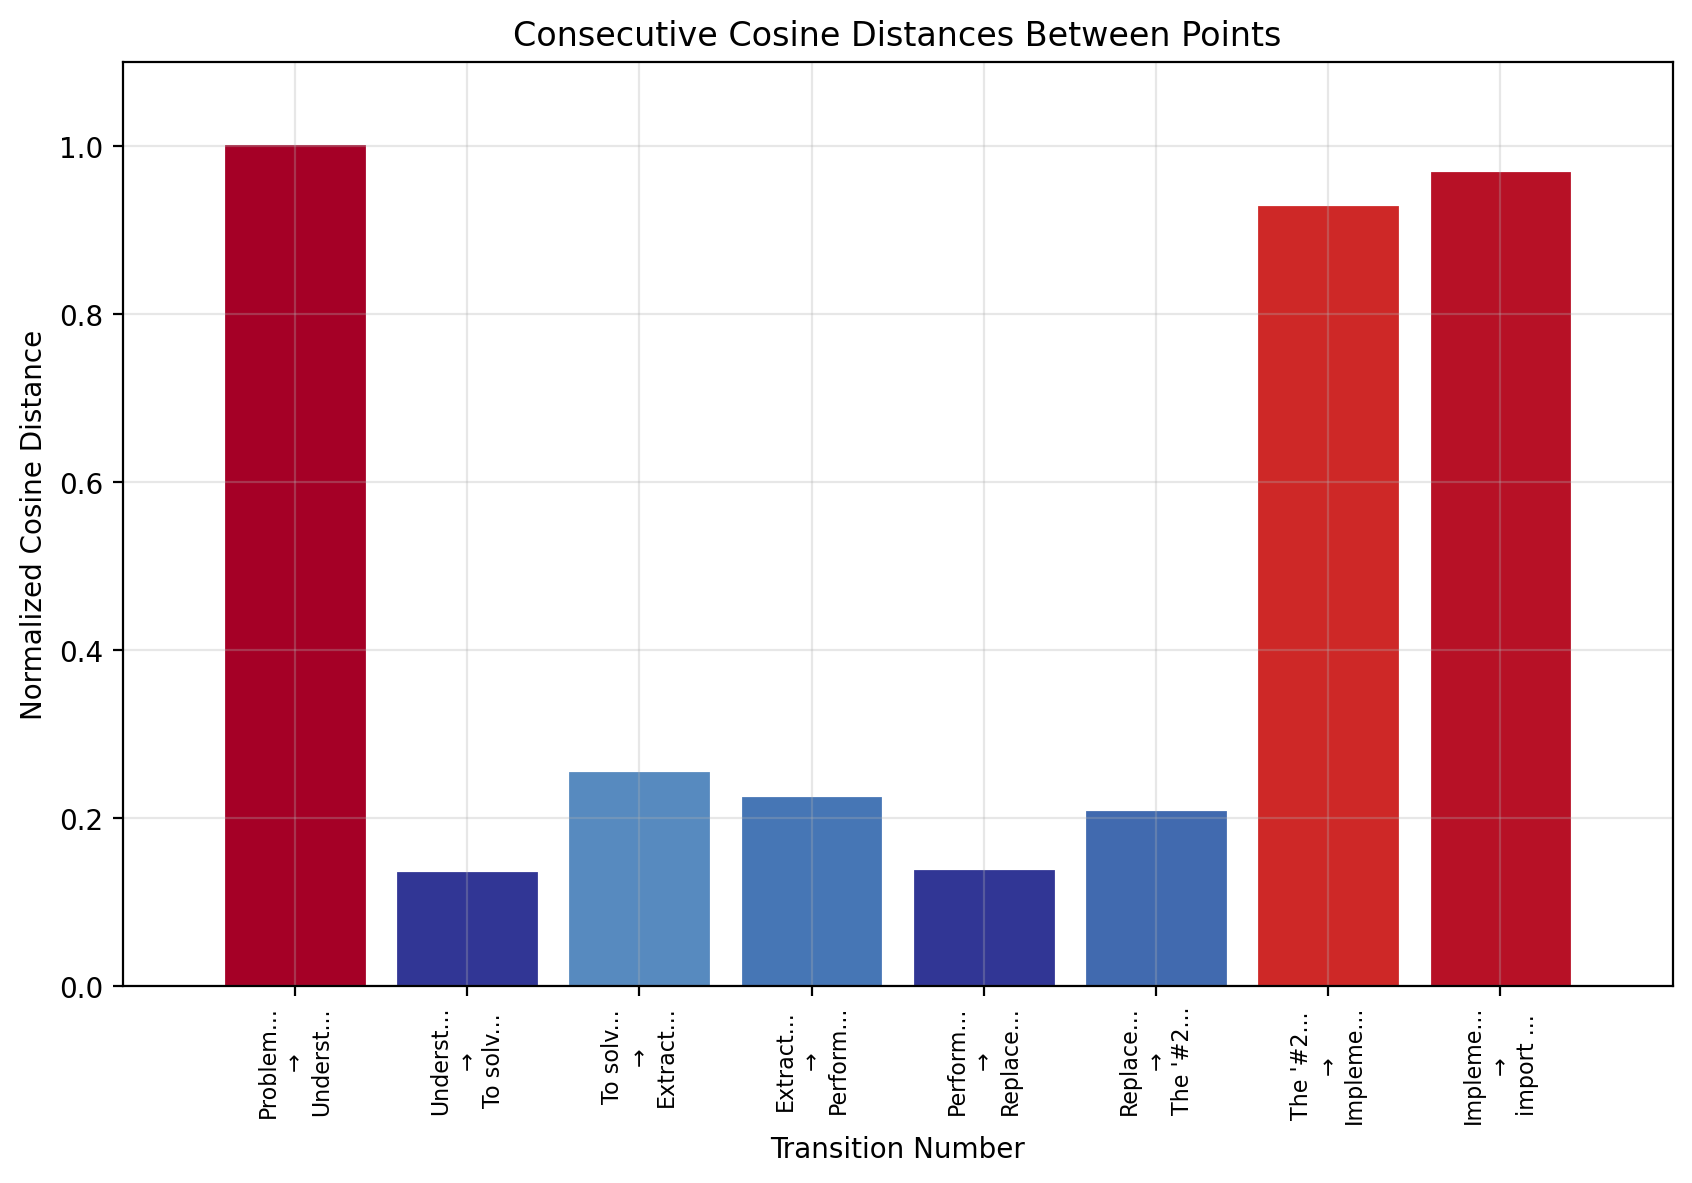 Consecutive Cosine Distances Between Points
Normalized Cosine Distance
1.0
0.8
0.6
0.4
0.2
0.0
Problem...
→
Underst...
Underst...
→
To solv...
To solv...
→
Extract...
Extract...
→
Perform...
Perform...
→
Replace...
Replace...
→
The '#2...
The '#2...
→
Impleme...
Impleme...
→
import ...
Transition Number